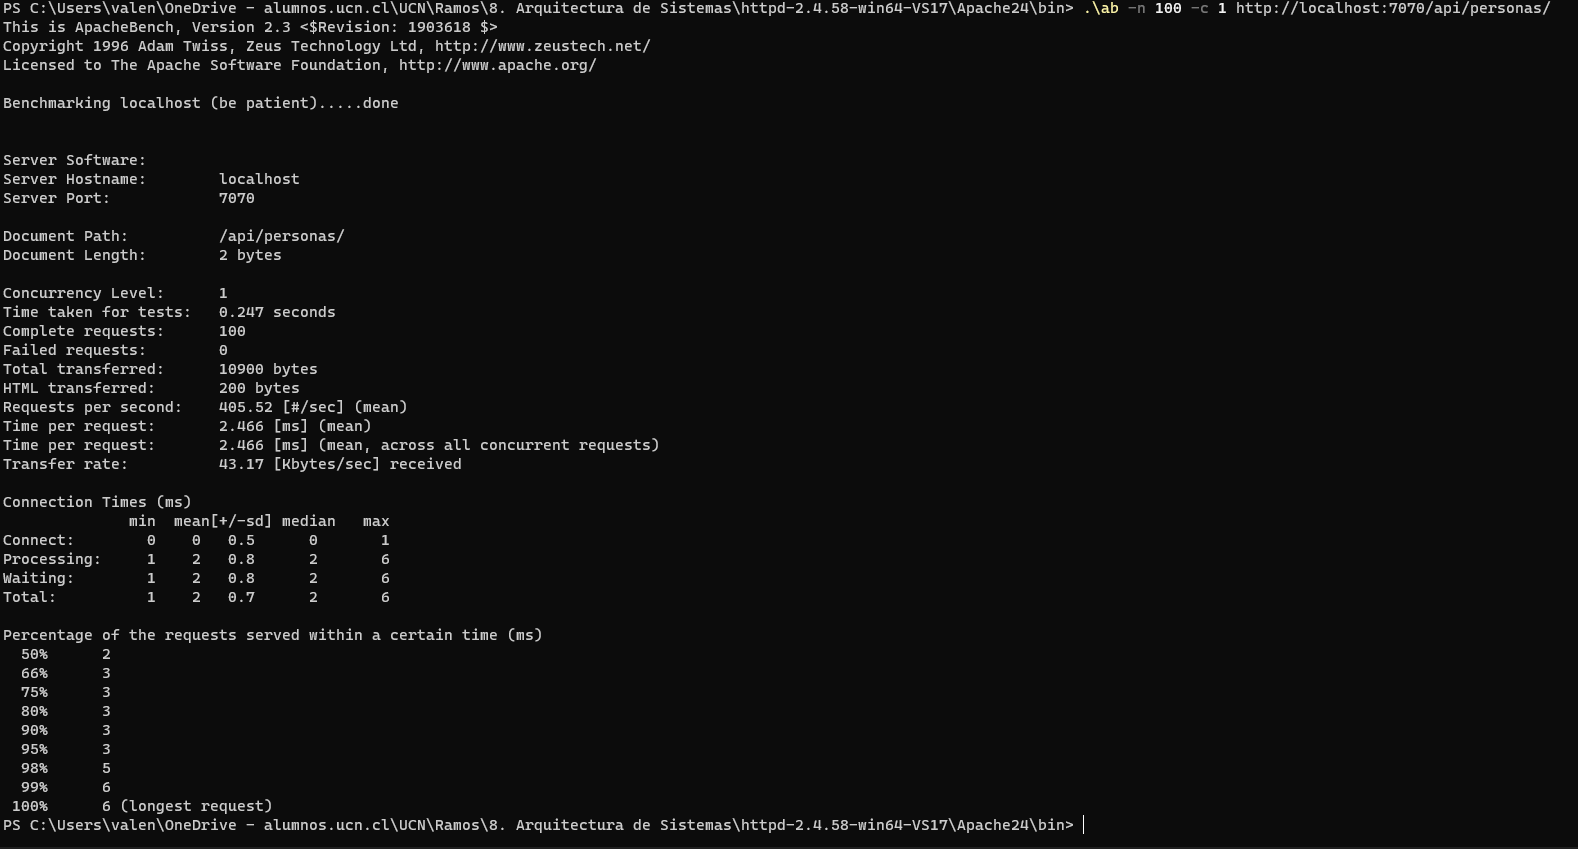 PS C:\Users\valen\OneDrive - alumnos.ucn.cl\UCN\Ramos\8. Arquitectura de Sistemas\httpd-2.4.58-win64-VS17\Apache24\bin> .\ab -n 100 -c 1 http://localhost:7070/api/personas/
This is ApacheBench, Version 2.3 <$Revision: 1903618 $>
Copyright 1996 Adam Twiss, Zeus Technology Ltd, http://www.zeustech.net/
Licensed to The Apache Software Foundation, http://www.apache.org/

Benchmarking localhost (be patient).....done


Server Software:
Server Hostname:        localhost
Server Port:            7070

Document Path:          /api/personas/
Document Length:        2 bytes

Concurrency Level:      1
Time taken for tests:   0.247 seconds
Complete requests:      100
Failed requests:        0
Total transferred:      10900 bytes
HTML transferred:       200 bytes
Requests per second:    405.52 [#/sec] (mean)
Time per request:       2.466 [ms] (mean)
Time per request:       2.466 [ms] (mean, across all concurrent requests)
Transfer rate:          43.17 [Kbytes/sec] received

Connection Times (ms)
              min  mean[+/-sd] median   max
Connect:        0    0   0.5      0       1
Processing:     1    2   0.8      2       6
Waiting:        1    2   0.8      2       6
Total:          1    2   0.7      2       6

Percentage of the requests served within a certain time (ms)
  50%      2
  66%      3
  75%      3
  80%      3
  90%      3
  95%      3
  98%      5
  99%      6
 100%      6 (longest request)
PS C:\Users\valen\OneDrive - alumnos.ucn.cl\UCN\Ramos\8. Arquitectura de Sistemas\httpd-2.4.58-win64-VS17\Apache24\bin>